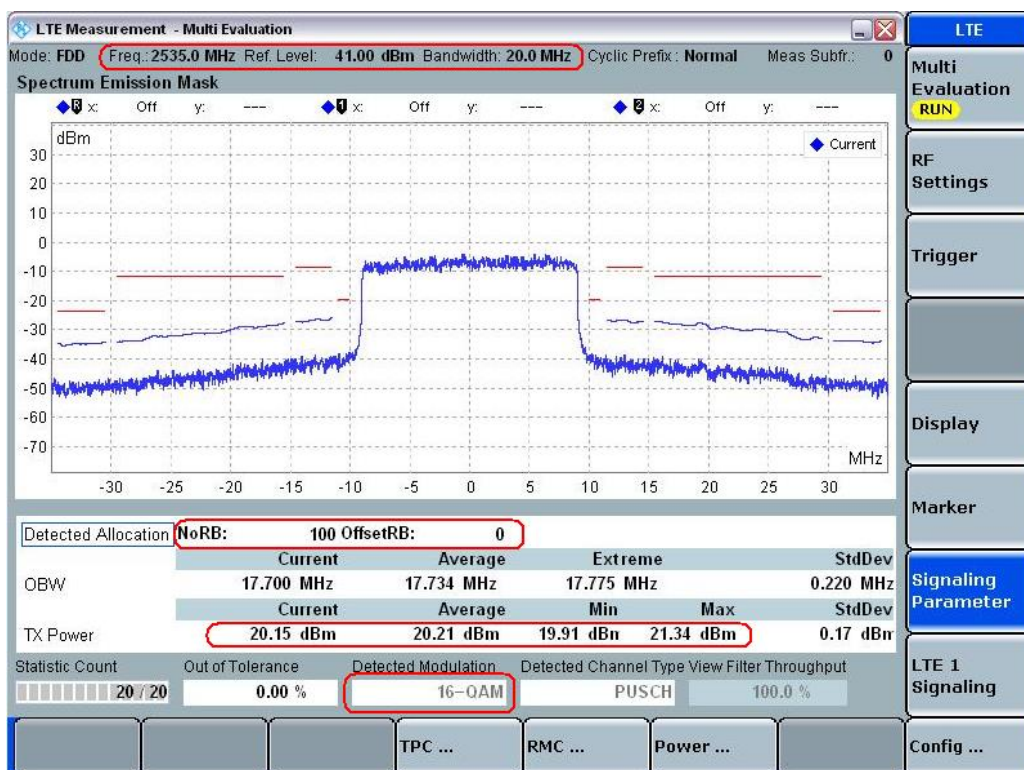 LTE Measurement - Multi Evaluation
LTE
Mode: FDD Freq.: 2535.0 MHz Ref. Level: 41.00 dBm Bandwidth: 20.0 MHz Cyclic Prefix: Normal Meas Subfr.: 0
Spectrum Emission Mask
R x: Off y: --- 1 x: Off y: --- 2 x: Off y: ---
dBm
Current
30
20
10
0
-10
-20
-30
-40
-50
-60
-70
MHz
-30 -25 -20 -15 -10 -5 0 5 10 15 20 25 30
Detected Allocation NoRB: 100 OffsetRB: 0
Current Average Extreme StdDev
OBW 17.700 MHz 17.734 MHz 17.775 MHz 0.220 MHz
Current Average Min Max StdDev
TX Power 20.15 dBm 20.21 dBm 19.91 dBm 21.34 dBm 0.17 dBm
Statistic Count Out of Tolerance Detected Modulation Detected Channel Type View Filter Throughput
20 / 20 0.00 % 16-QAM PUSCH 100.0 %
Multi
Evaluation
RUN
RF
Settings
Trigger
Display
Marker
Signaling
Parameter
LTE 1
Signaling
TPC ... RMC ... Power ... Config ...